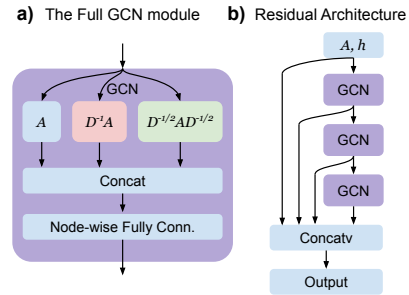 a) The Full GCN module
GCN
A
D⁻¹A
D⁻¹/²AD⁻¹/²
Concat
Node-wise Fully Conn.
b) Residual Architecture
A, h
GCN
GCN
GCN
Concatv
Output